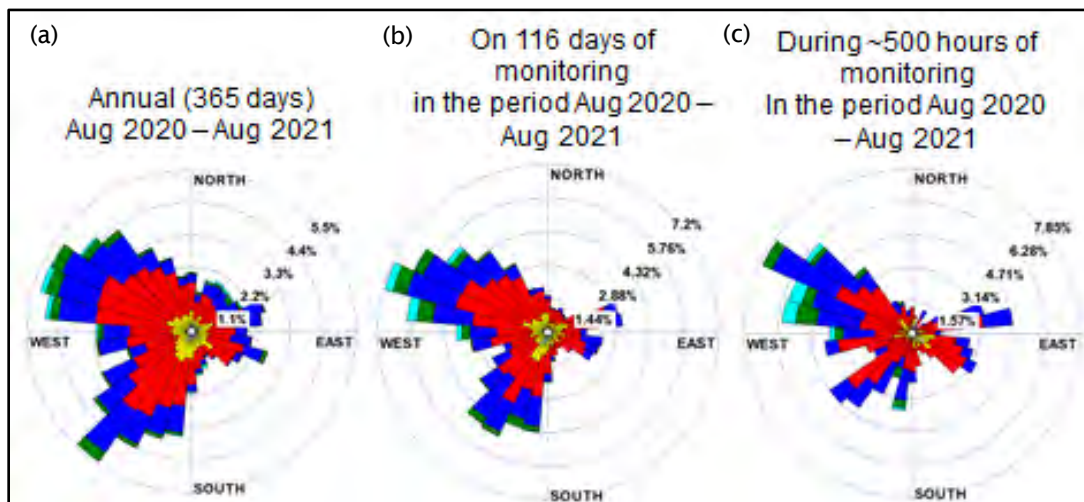 (a)
Annual (365 days)
Aug 2020 – Aug 2021
NORTH
5.5%
4.4%
3.3%
2.2%
1.1%
WEST
EAST
SOUTH
(b)
On 116 days of
monitoring
in the period Aug 2020 –
Aug 2021
NORTH
7.2%
5.76%
4.32%
2.88%
1.44%
WEST
EAST
SOUTH
(c)
During ~500 hours of
monitoring
In the period Aug 2020
– Aug 2021
NORTH
7.85%
6.28%
4.71%
3.14%
1.57%
WEST
EAST
SOUTH